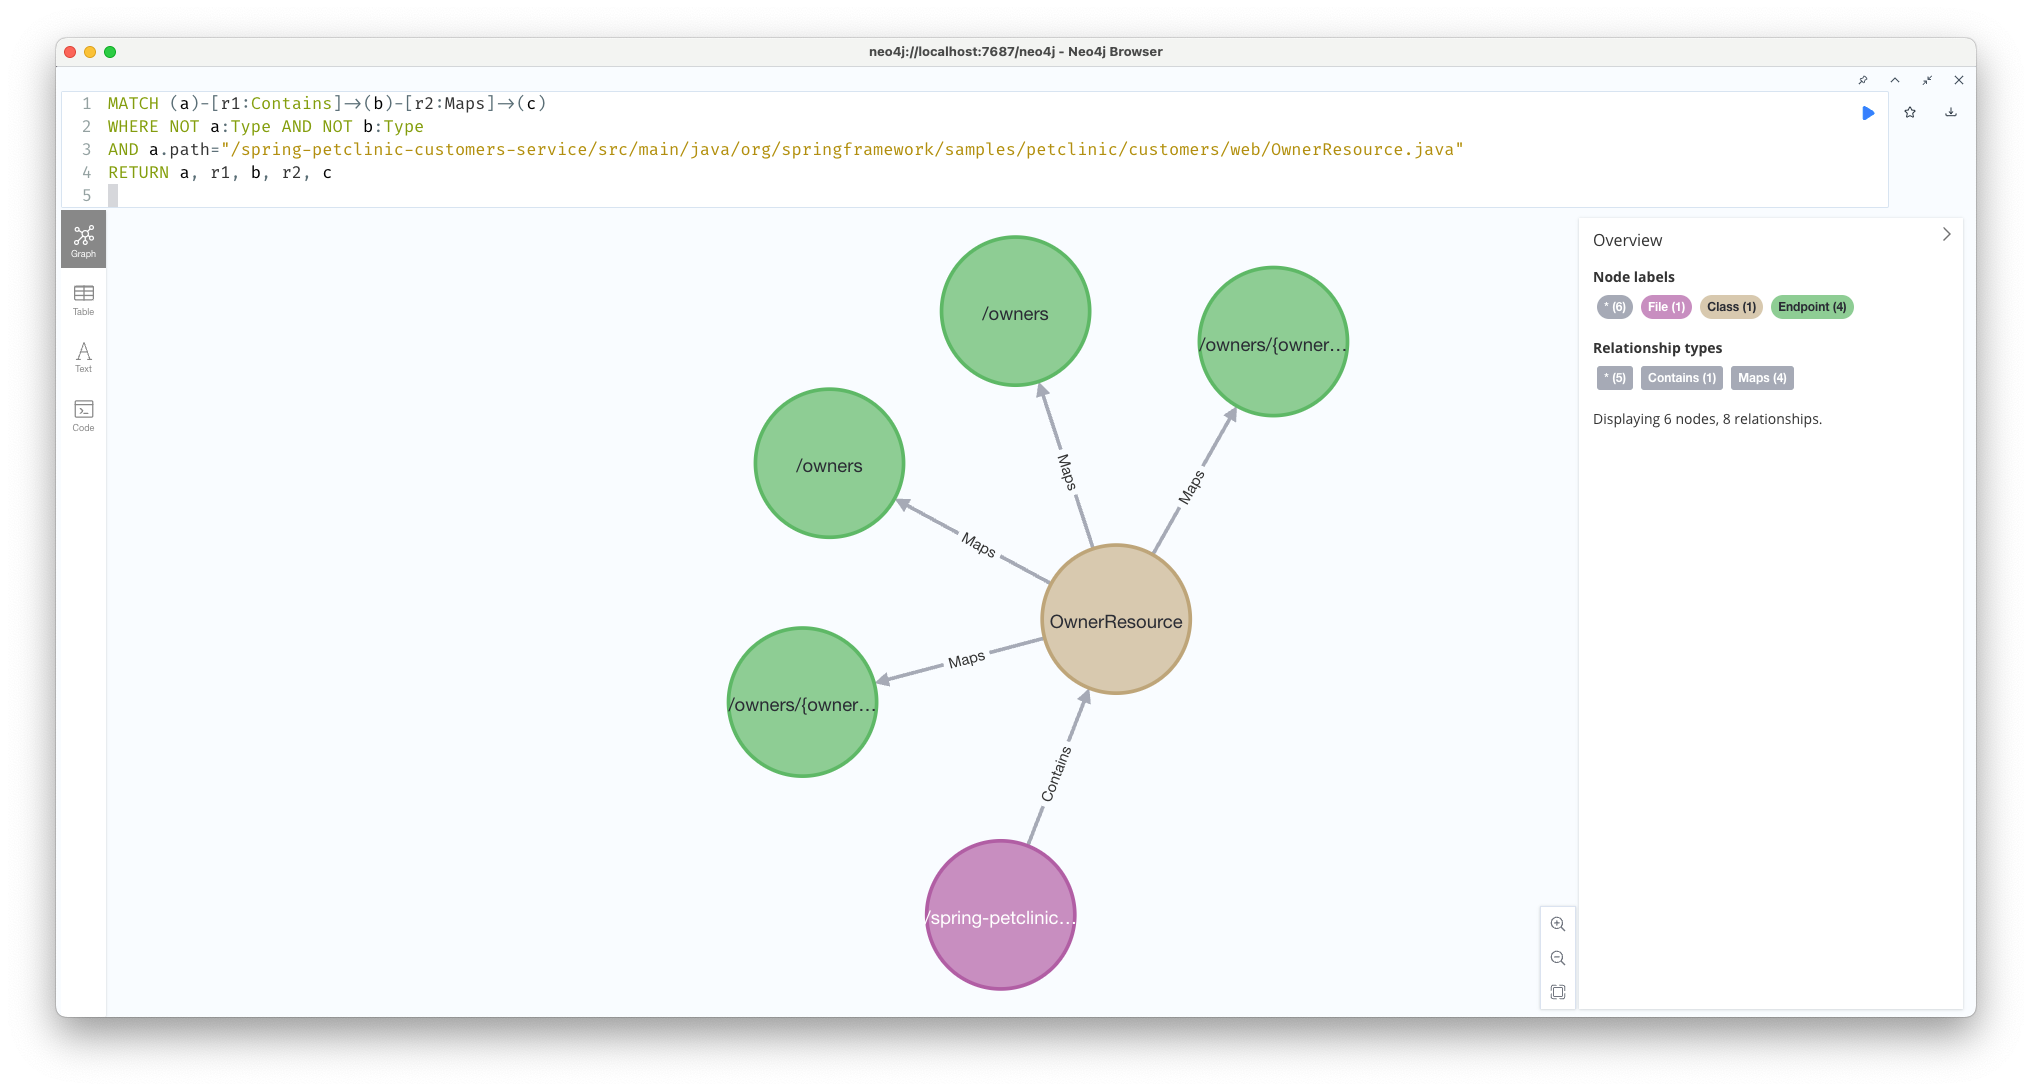 neo4j://localhost:7687/neo4j - Neo4j Browser
1 MATCH (a)-[r1:Contains]->(b)-[r2:Maps]->(c)
2 WHERE NOT a:Type AND NOT b:Type
3 AND a.path="/spring-petclinic-customers-service/src/main/java/org/springframework/samples/petclinic/customers/web/OwnerResource.java"
4 RETURN a, r1, b, r2, c
5
Graph
Table
Text
Code
/owners
/owners/{owner...
/owners
Maps
Maps
Maps
OwnerResource
Maps
/owners/{owner...
Contains
/spring-petclinic...
Overview
Node labels
* (6) File (1) Class (1) Endpoint (4)
Relationship types
* (5) Contains (1) Maps (4)
Displaying 6 nodes, 8 relationships.